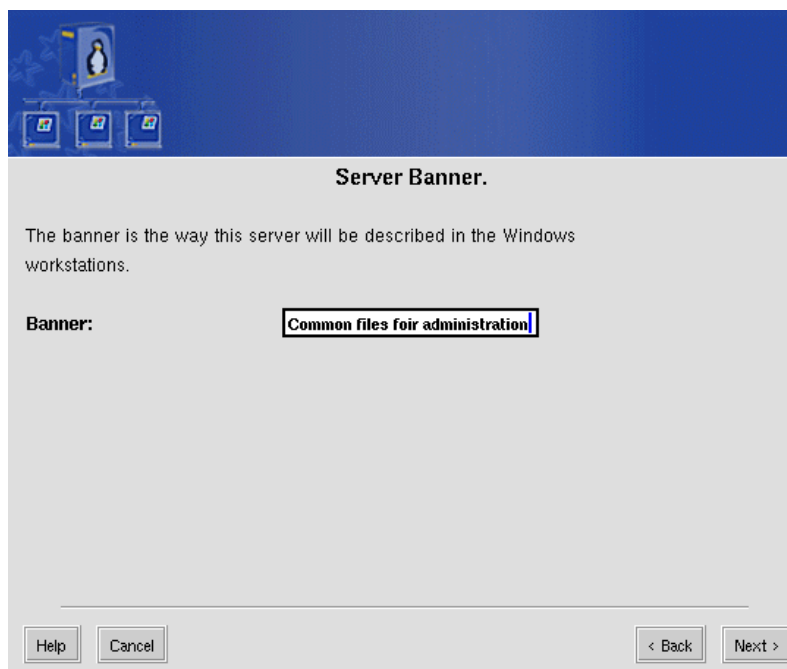 Server Banner.
The banner is the way this server will be described in the Windows
workstations.
Banner: Common files foir administration
Help Cancel < Back Next >